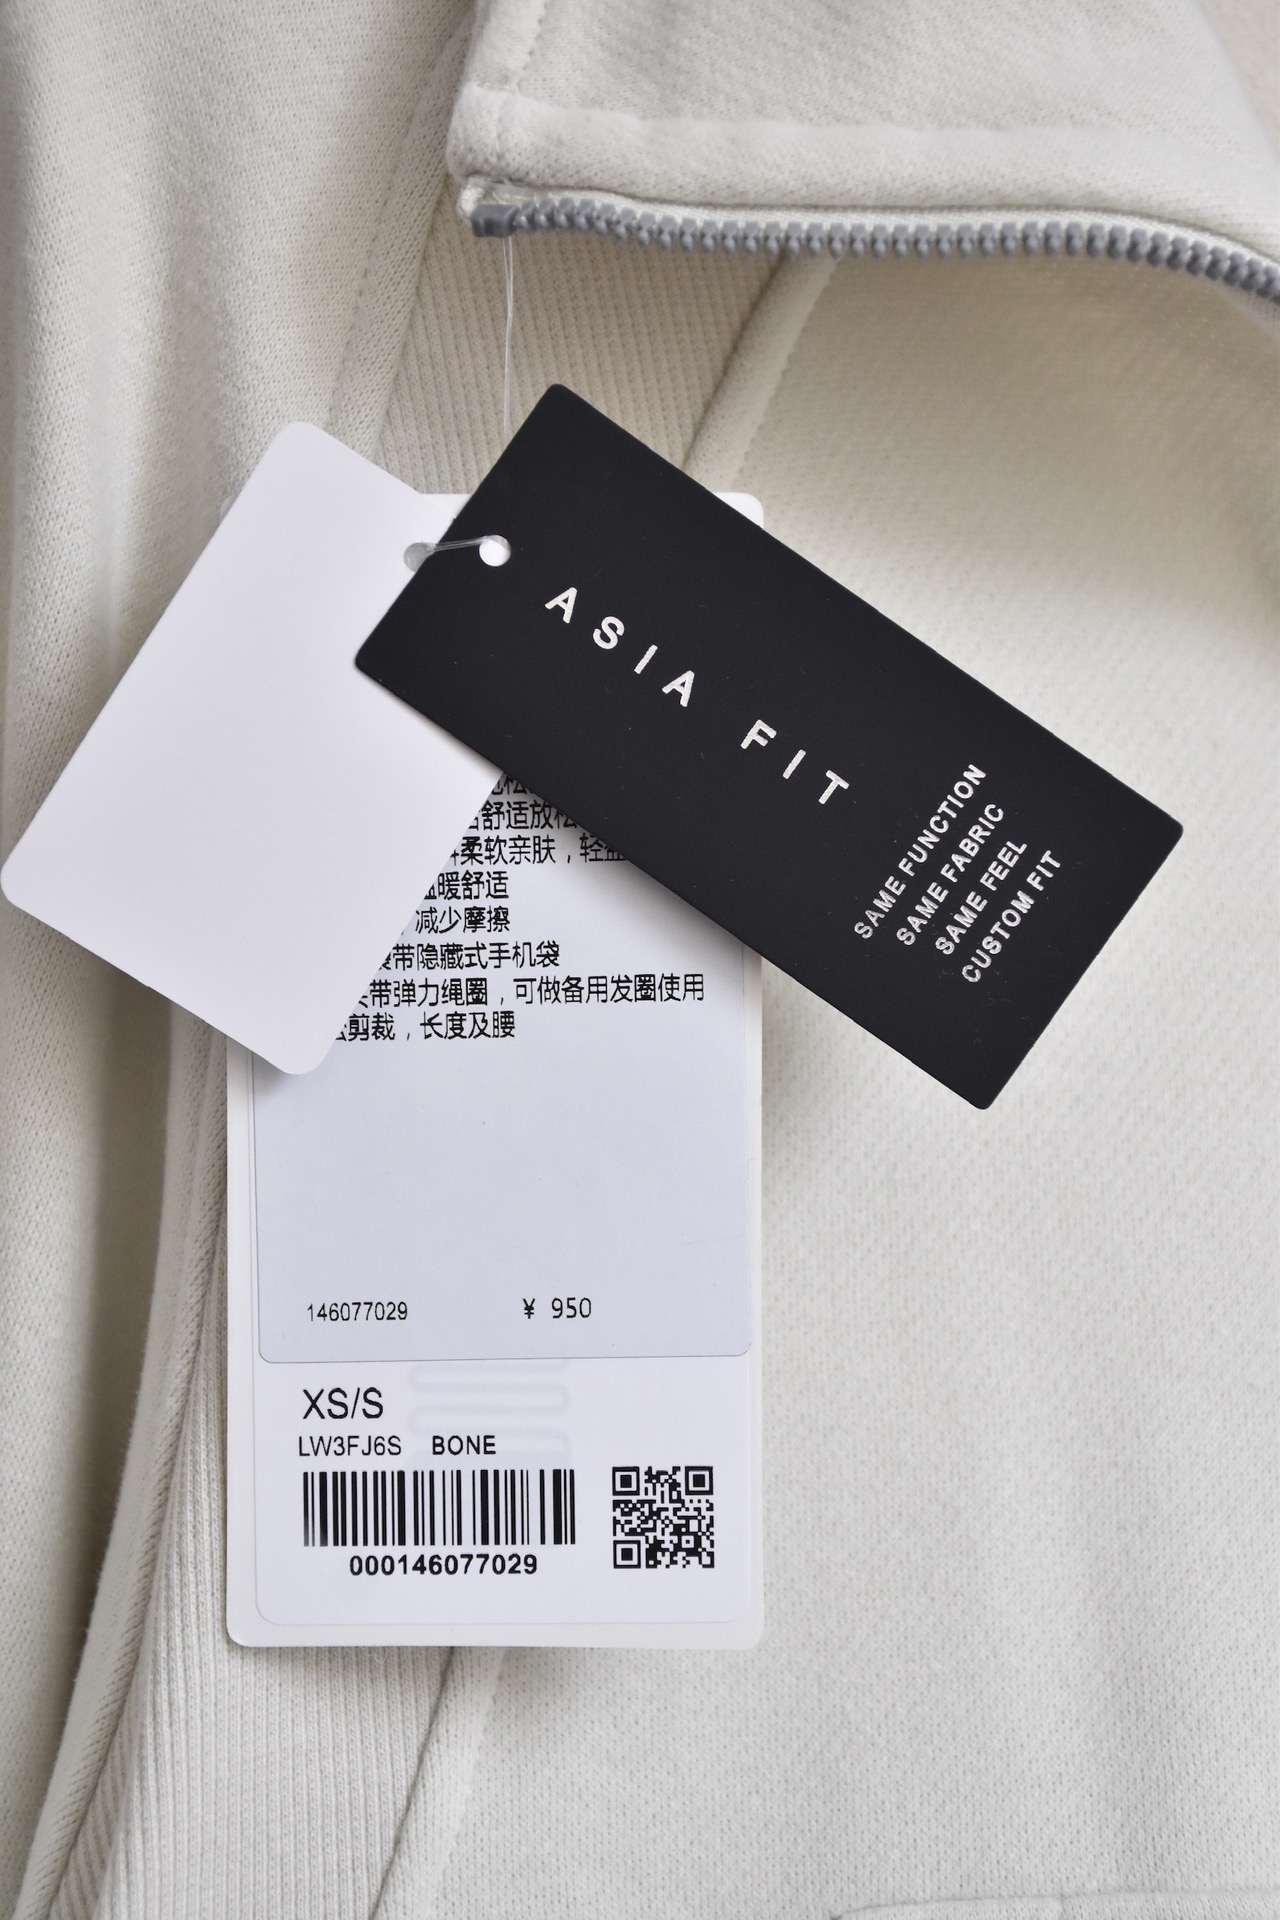 ASIA FIT
SAME FUNCTION
SAME FABRIC
SAME FEEL
CUSTOM FIT
舒适放松
柔软亲肤，轻盈
温暖舒适
减少摩擦
带隐藏式手机袋
带弹力绳圈，可做备用发圈使用
剪裁，长度及腰
146077029 ¥ 950
XS/S
LW3FJ6S BONE
000146077029